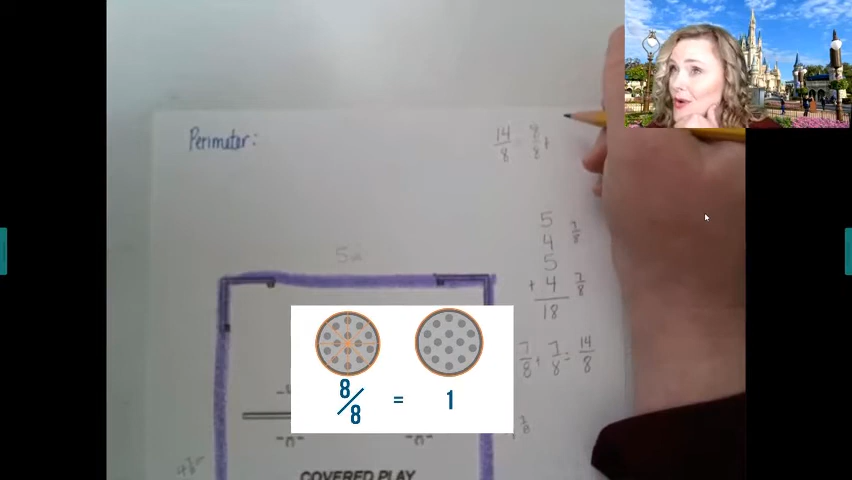 Perimeter:
14/8 = 8/8 +
5
4 7/8
5
+ 4 7/8
18
7/8 + 7/8 = 14/8
5in
8/8 = 1
COVERED PLAY